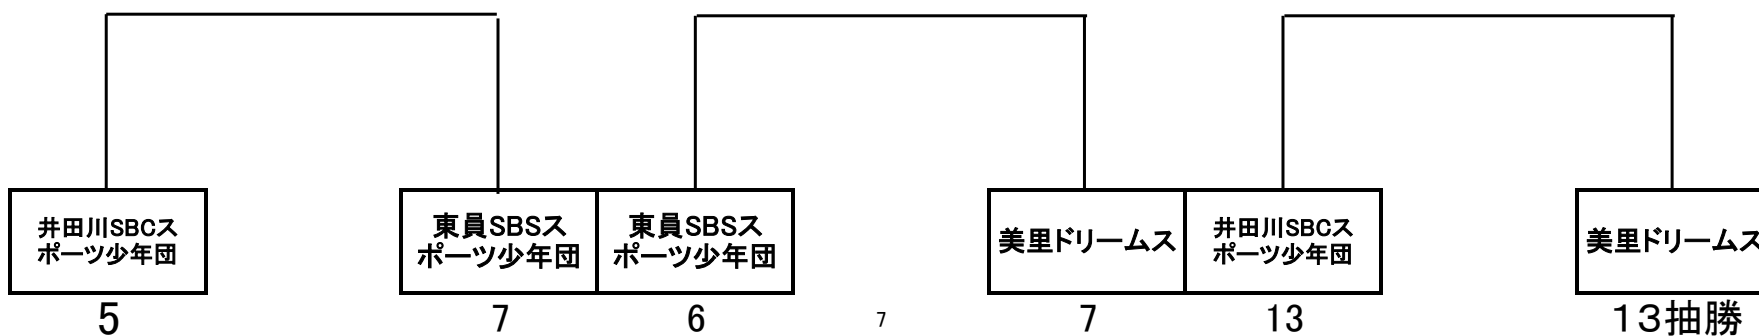 井田川SBCス
ポーツ少年団
東員SBSス
ポーツ少年団
東員SBSス
ポーツ少年団
美里ドリームス
井田川SBCス
ポーツ少年団
美里ドリームス
5
7
6
7
7
13
13抽勝